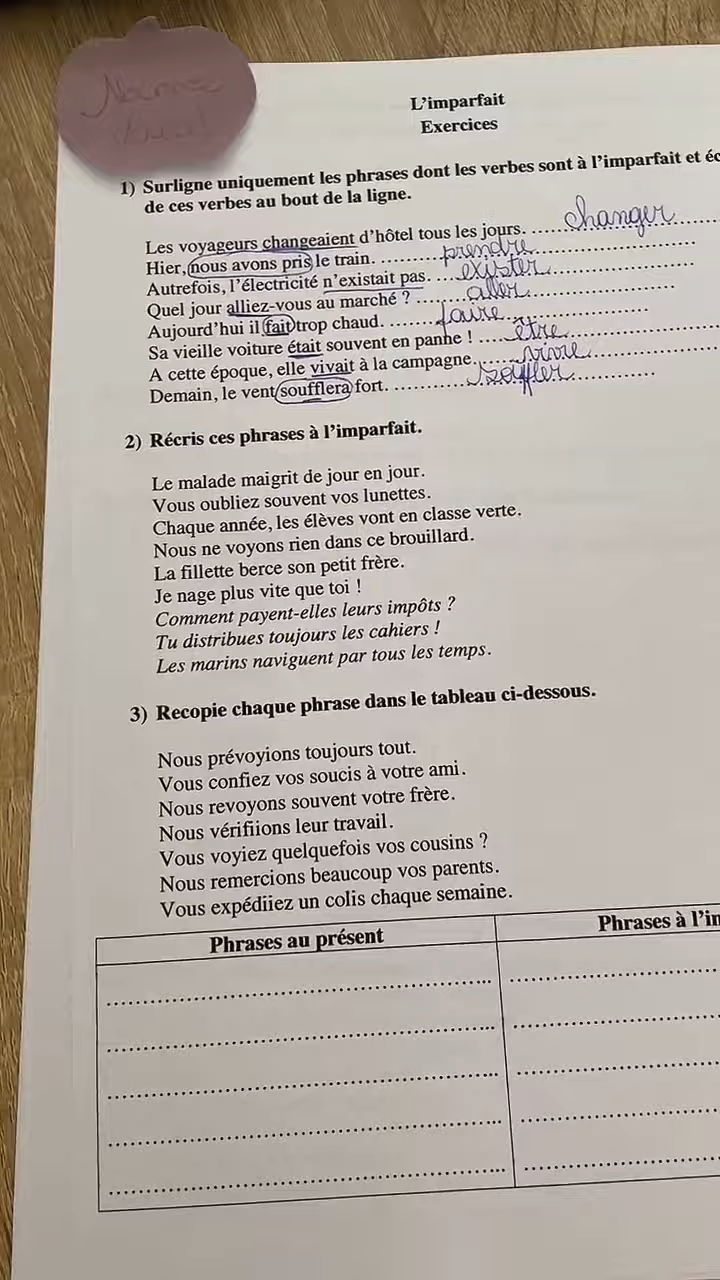 L'imparfait
Exercices
1) Surligne uniquement les phrases dont les verbes sont à l'imparfait et éc
de ces verbes au bout de la ligne.
Les voyageurs changeaient d'hôtel tous les jours. changer
Hier, nous avons pris le train. prendre
Autrefois, l'électricité n'existait pas. exister
Quel jour alliez-vous au marché ? aller
Aujourd'hui il fait trop chaud. faire
Sa vieille voiture était souvent en panne ! être
A cette époque, elle vivait à la campagne. vivre
Demain, le vent soufflera fort. souffler
2) Récris ces phrases à l'imparfait.
Le malade maigrit de jour en jour.
Vous oubliez souvent vos lunettes.
Chaque année, les élèves vont en classe verte.
Nous ne voyons rien dans ce brouillard.
La fillette berce son petit frère.
Je nage plus vite que toi !
Comment payent-elles leurs impôts ?
Tu distribues toujours les cahiers !
Les marins naviguent par tous les temps.
3) Recopie chaque phrase dans le tableau ci-dessous.
Nous prévoyions toujours tout.
Vous confiez vos soucis à votre ami.
Nous revoyons souvent votre frère.
Nous vérifiions leur travail.
Vous voyiez quelquefois vos cousins ?
Nous remercions beaucoup vos parents.
Vous expédiiez un colis chaque semaine.
Phrases au présent Phrases à l'im